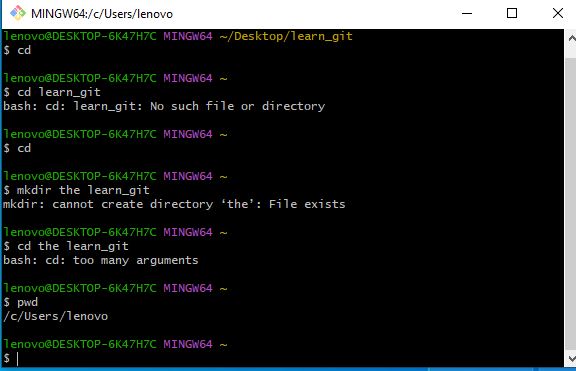 MINGW64:/c/Users/lenovo
lenovo@DESKTOP-6K47H7C MINGW64 ~/Desktop/learn_git
$ cd
lenovo@DESKTOP-6K47H7C MINGW64 ~
$ cd learn_git
bash: cd: learn_git: No such file or directory
lenovo@DESKTOP-6K47H7C MINGW64 ~
$ cd
lenovo@DESKTOP-6K47H7C MINGW64 ~
$ mkdir the learn_git
mkdir: cannot create directory ‘the’: File exists
lenovo@DESKTOP-6K47H7C MINGW64 ~
$ cd the learn_git
bash: cd: too many arguments
lenovo@DESKTOP-6K47H7C MINGW64 ~
$ pwd
/c/Users/lenovo
lenovo@DESKTOP-6K47H7C MINGW64 ~
$